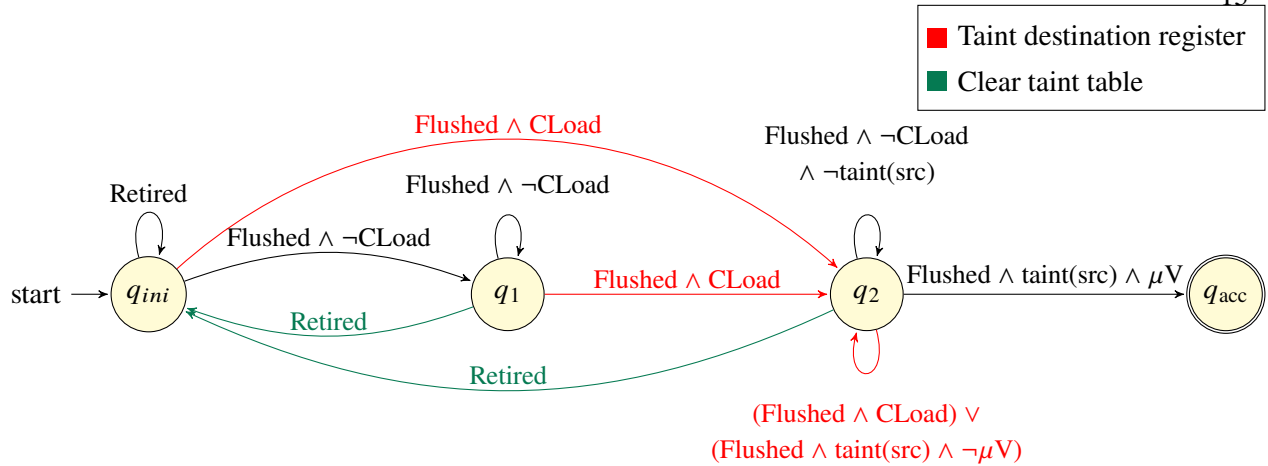 Taint destination register
Clear taint table
Flushed ∧ CLoad
Flushed ∧ ¬CLoad
∧ ¬taint(src)
Retired
Flushed ∧ ¬CLoad
Flushed ∧ ¬CLoad
start
q_ini
q_1
Flushed ∧ CLoad
q_2
Flushed ∧ taint(src) ∧ μV
q_acc
Retired
Retired
(Flushed ∧ CLoad) ∨
(Flushed ∧ taint(src) ∧ ¬μV)